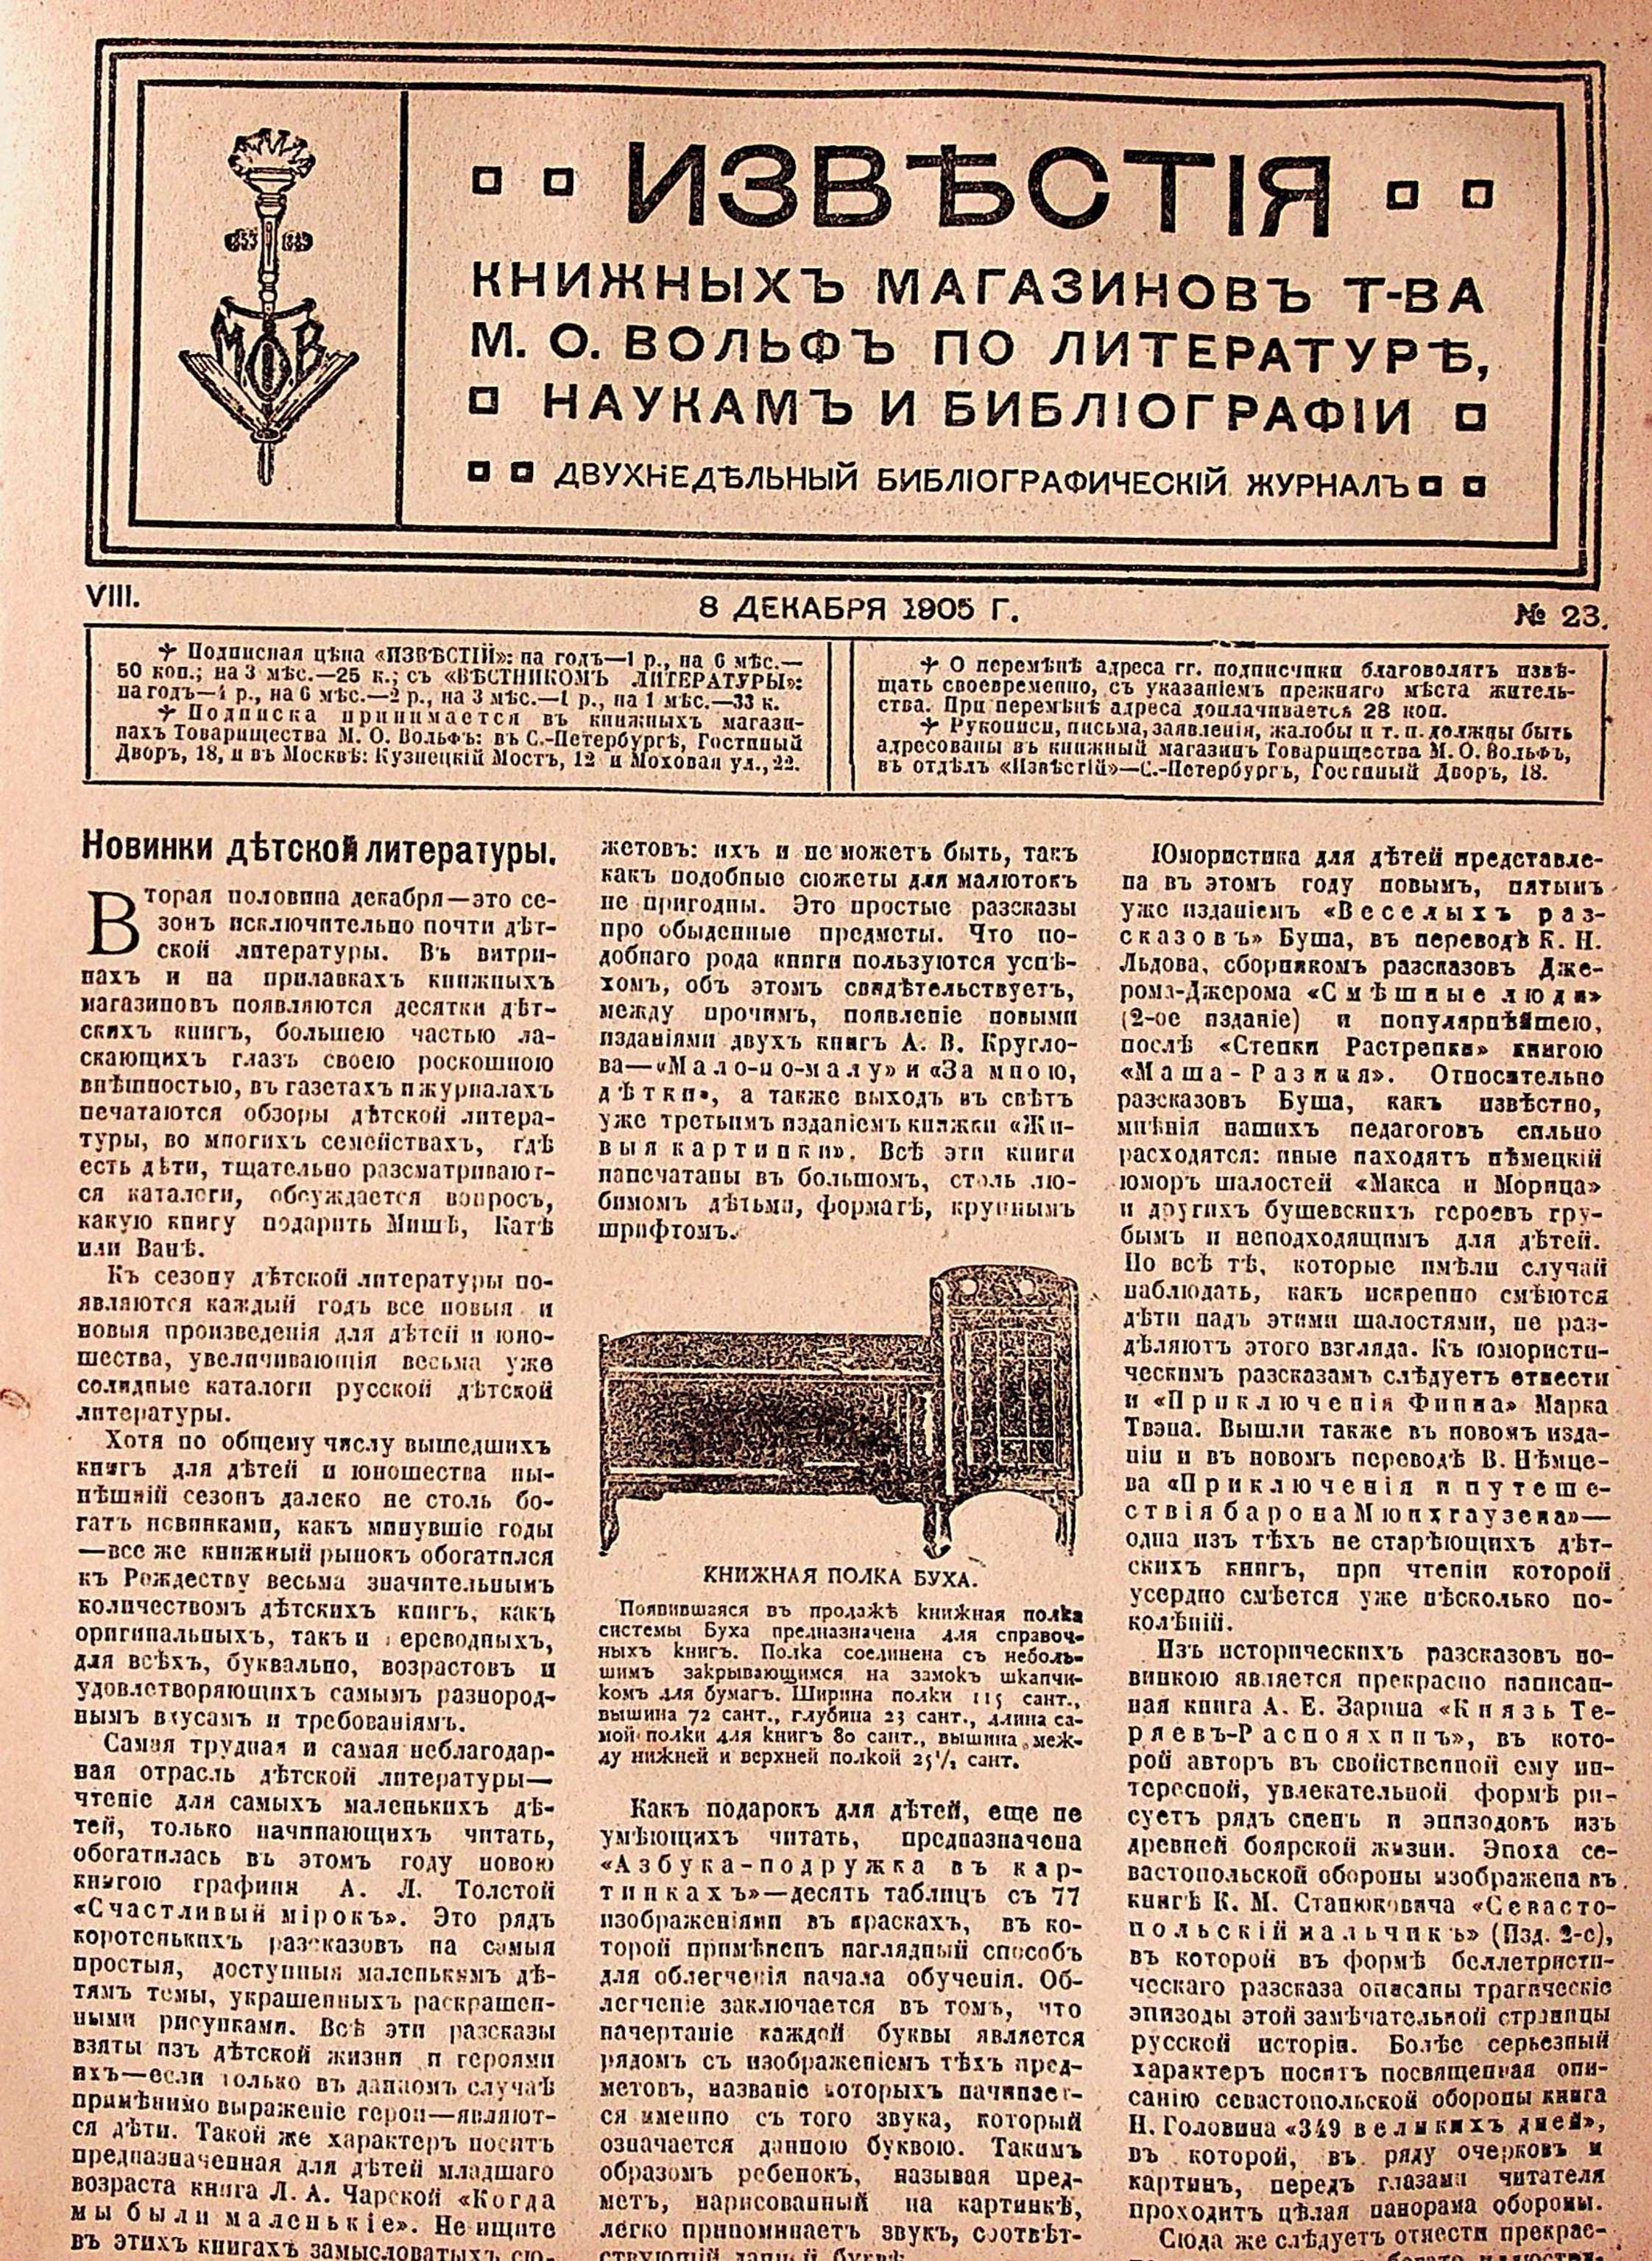 МОВ
ИЗВѢСТІЯ
КНИЖНЫХЪ МАГАЗИНОВЪ Т-ВА
М. О. ВОЛЬФЪ ПО ЛИТЕРАТУРѢ,
НАУКАМЪ И БИБЛІОГРАФІИ
ДВУХНЕДѢЛЬНЫЙ БИБЛІОГРАФИЧЕСКІЙ ЖУРНАЛЪ
VIII.
8 ДЕКАБРЯ 1905 Г.
№ 23.
Подписная цѣна «ИЗВѢСТІЙ»: на годъ—1 р., на 6 мѣс.—
50 коп.; на 3 мѣс.—25 к.; съ «ВѢСТНИКОМЪ ЛИТЕРАТУРЫ»:
на годъ—4 р., на 6 мѣс.—2 р., на 3 мѣс.—1 р., на 1 мѣс.—33 к.
Подписка принимается въ книжныхъ магази-
нахъ Товарищества М. О. Вольфъ: въ С.-Петербургѣ, Гостиный
Дворъ, 18, и въ Москвѣ: Кузнецкій Мостъ, 12 и Моховая ул., 22.
О перемѣнѣ адреса гг. подписчики благоволятъ извѣ-
щать своевременно, съ указаніемъ прежняго мѣста житель-
ства. При перемѣнѣ адреса доплачивается 28 коп.
Рукописи, письма, заявленія, жалобы и т. п. должны быть
адресованы въ книжный магазинъ Товарищества М. О. Вольфъ,
въ отдѣлъ «Извѣстій»—С.-Петербургъ, Гостиный Дворъ, 18.
Новинки дѣтской литературы.
Вторая половина декабря—это се-
зонъ исключительно почти дѣт-
ской литературы. Въ витри-
нахъ и на прилавкахъ книжныхъ
магазиновъ появляются десятки дѣт-
скихъ книгъ, большею частью ла-
скающихъ глазъ своею роскошною
внѣшностью, въ газетахъ и журналахъ
печатаются обзоры дѣтской литера-
туры, во многихъ семействахъ, гдѣ
есть дѣти, тщательно разсматривают-
ся каталоги, обсуждается вопросъ,
какую книгу подарить Мишѣ, Катѣ
или Ванѣ.
Къ сезону дѣтской литературы по-
являются каждый годъ все новыя и
новыя произведенія для дѣтей и юно-
шества, увеличивающія весьма уже
солидные каталоги русской дѣтской
литературы.
Хотя по общему числу вышедшихъ
книгъ для дѣтей и юношества ны-
нѣшній сезонъ далеко не столь бо-
гатъ новинками, какъ минувшіе годы
—все же книжный рынокъ обогатился
къ Рождеству весьма значительнымъ
количествомъ дѣтскихъ книгъ, какъ
оригинальныхъ, такъ и переводныхъ,
для всѣхъ, буквально, возрастовъ и
удовлетворяющихъ самымъ разнород-
нымъ вкусамъ и требованіямъ.
Самая трудная и самая неблагодар-
ная отрасль дѣтской литературы—
чтеніе для самыхъ маленькихъ дѣ-
тей, только начинающихъ читать,
обогатилась въ этомъ году новою
книгою графини А. Л. Толстой
«Счастливый мірокъ». Это рядъ
коротенькихъ разсказовъ на самыя
простыя, доступныя маленькимъ дѣ-
тямъ темы, украшенныхъ раскрашен-
ными рисунками. Всѣ эти разсказы
взяты изъ дѣтской жизни и героями
ихъ—если только въ данномъ случаѣ
примѣнимо выраженіе герои—являют-
ся дѣти. Такой же характеръ носитъ
предназначенная для дѣтей младшаго
возраста книга Л. А. Чарской «Когда
мы были маленькіе». Не ищите
въ этихъ книгахъ замысловатыхъ сю-
жетовъ: ихъ и не можетъ быть, такъ
какъ подобные сюжеты для малютокъ
не пригодны. Это простые разсказы
про обыденные предметы. Что по-
добнаго рода книги пользуются успѣ-
хомъ, объ этомъ свидѣтельствуетъ,
между прочимъ, появленіе новыми
изданіями двухъ книгъ А. В. Кругло-
ва—«Мало-по-малу» и «За мною,
дѣтки», а также выходъ въ свѣтъ
уже третьимъ изданіемъ книжки «Жи-
выя картинки». Всѣ эти книги
напечатаны въ большомъ, столь лю-
бимомъ дѣтьми, форматѣ, крупнымъ
шрифтомъ.
КНИЖНАЯ ПОЛКА БУХА.
Появившаяся въ продажѣ книжная полка
системы Буха предназначена для справоч-
ныхъ книгъ. Полка соединена съ неболь-
шимъ закрывающимся на замокъ шкапчи-
комъ для бумагъ. Ширина полки 115 сант.,
вышина 72 сант., глубина 23 сант., длина са-
мой полки для книгъ 80 сант., вышина меж-
ду нижней и верхней полкой 25½ сант.
Какъ подарокъ для дѣтей, еще не
умѣющихъ читать, предназначена
«Азбука-подружка въ кар-
тинкахъ»—десять таблицъ съ 77
изображеніями въ краскахъ, въ ко-
торой примѣненъ наглядный способъ
для облегченія начала обученія. Об-
легченіе заключается въ томъ, что
начертаніе каждой буквы является
рядомъ съ изображеніемъ тѣхъ пред-
метовъ, названіе которыхъ начинает-
ся именно съ того звука, который
означается данною буквою. Такимъ
образомъ ребенокъ, называя пред-
метъ, нарисованный на картинкѣ,
легко припоминаетъ звукъ, соотвѣт-
ствующій данной буквѣ.
Юмористика для дѣтей представле-
на въ этомъ году новымъ, пятымъ
уже изданіемъ «Веселыхъ раз-
сказовъ» Буша, въ переводѣ К. Н.
Льдова, сборникомъ разсказовъ Дже-
рома-Джерома «Смѣшные люди»
(2-ое изданіе) и популярнѣйшею,
послѣ «Степки Растрепки» книгою
«Маша-Разиня». Относительно
разсказовъ Буша, какъ извѣстно,
мнѣнія нашихъ педагоговъ сильно
расходятся: иные находятъ нѣмецкій
юморъ шалостей «Макса и Морица»
и другихъ бушевскихъ героевъ гру-
бымъ и неподходящимъ для дѣтей.
Но всѣ тѣ, которые имѣли случай
наблюдать, какъ искренно смѣются
дѣти надъ этими шалостями, не раз-
дѣляютъ этого взгляда. Къ юмористи-
ческимъ разсказамъ слѣдуетъ отнести
и «Приключенія Финна» Марка
Твэна. Вышли также въ новомъ изда-
ніи и въ новомъ переводѣ В. Нѣмце-
ва «Приключенія и путеше-
ствія барона Мюнхгаузена»—
одна изъ тѣхъ не старѣющихъ дѣт-
скихъ книгъ, при чтеніи которой
усердно смѣется уже нѣсколько по-
колѣній.
Изъ историческихъ разсказовъ но-
винкою является прекрасно написан-
ная книга А. Е. Зарина «Князь Те-
ряевъ-Распояхинъ», въ кото-
рой авторъ въ свойственной ему ин-
тересной, увлекательной формѣ ри-
суетъ рядъ сценъ и эпизодовъ изъ
древней боярской жизни. Эпоха се-
вастопольской обороны изображена въ
книгѣ К. М. Станюковича «Севасто-
польскій мальчикъ» (Изд. 2-е),
въ которой въ формѣ беллетристи-
ческаго разсказа описаны трагическіе
эпизоды этой замѣчательной страницы
русской исторіи. Болѣе серьезный
характеръ носитъ посвященная опи-
санію севастопольской обороны книга
Н. Головина «349 великихъ дней»,
въ которой, въ ряду очерковъ и
картинъ, передъ глазами читателя
проходитъ цѣлая панорама обороны.
Сюда же слѣдуетъ отнести прекрас-